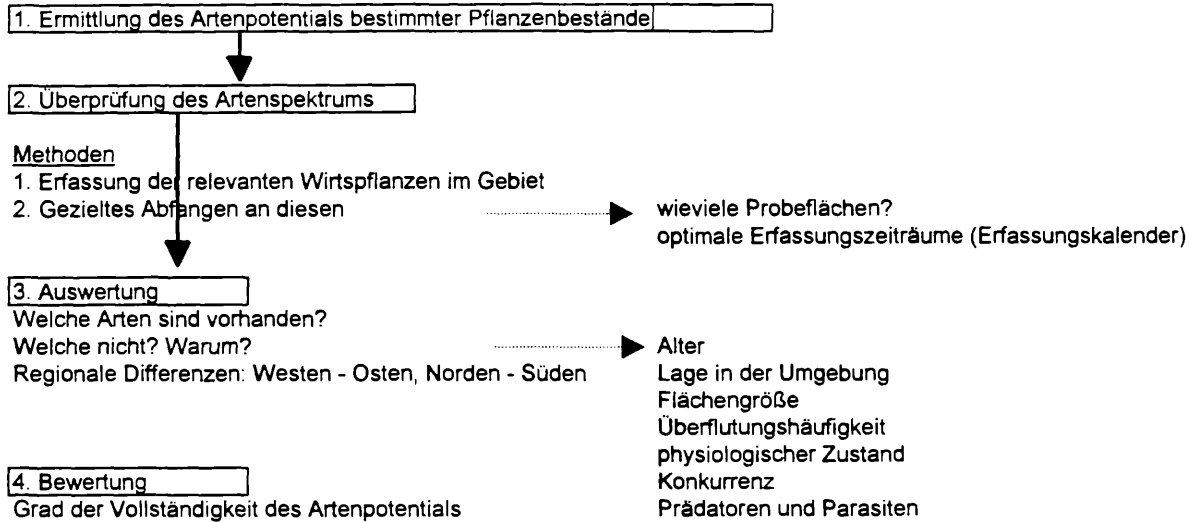 1. Ermittlung des Artenpotentials bestimmter Pflanzenbestände
2. Überprüfung des Artenspektrums
Methoden
1. Erfassung der relevanten Wirtspflanzen im Gebiet
2. Gezieltes Abfangen an diesen
wieviele Probeflächen?
optimale Erfassungszeiträume (Erfassungskalender)
3. Auswertung
Welche Arten sind vorhanden?
Welche nicht? Warum?
Regionale Differenzen: Westen - Osten, Norden - Süden
Alter
Lage in der Umgebung
Flächengröße
Überflutungshäufigkeit
physiologischer Zustand
Konkurrenz
Prädatoren und Parasiten
4. Bewertung
Grad der Vollständigkeit des Artenpotentials